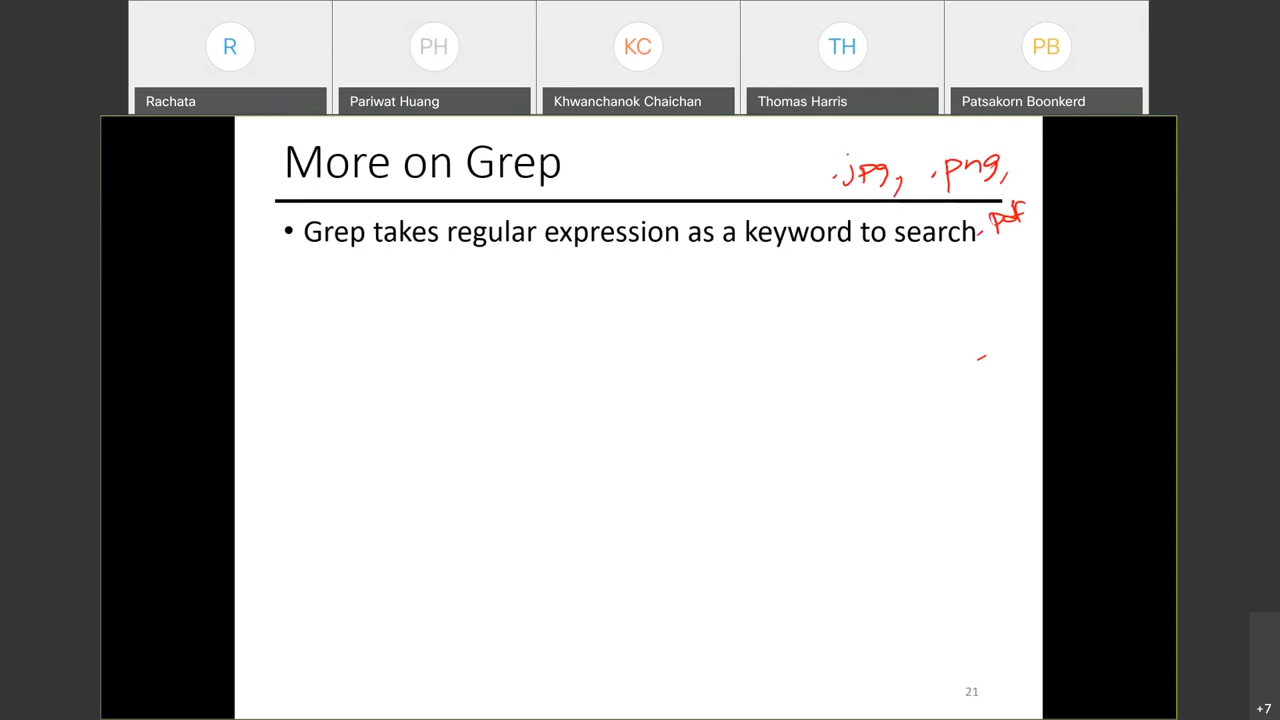 R PH KC TH PB
Rachata Pariwat Huang Khwanchanok Chaichan Thomas Harris Patsakorn Boonkerd
More on Grep
.jpg, .png,
.pdf
• Grep takes regular expression as a keyword to search
21
+7